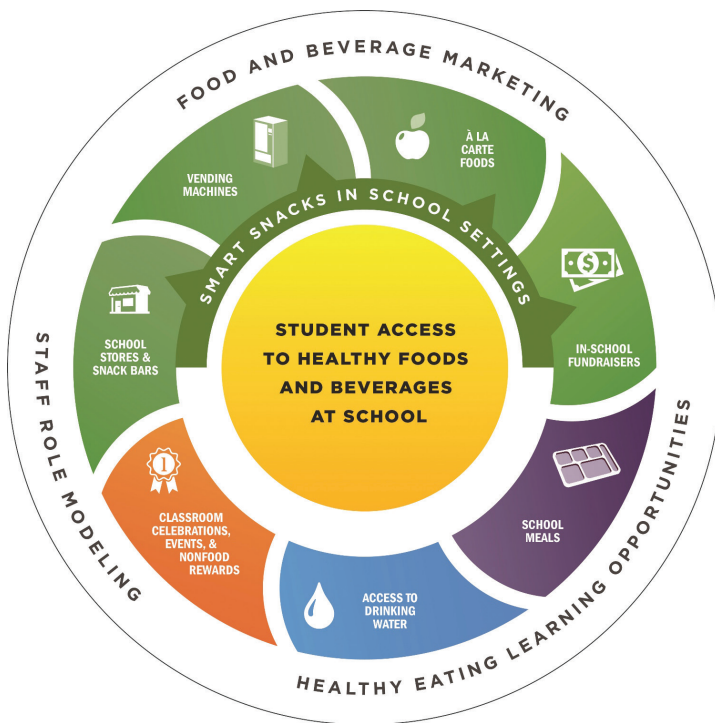 FOOD AND BEVERAGE MARKETING
À LA
CARTE
FOODS
VENDING
MACHINES
SMART SNACKS IN SCHOOL SETTINGS
$
SCHOOL
STORES &
SNACK BARS
IN-SCHOOL
FUNDRAISERS
STUDENT ACCESS
TO HEALTHY FOODS
AND BEVERAGES
AT SCHOOL
STAFF ROLE MODELING
1
CLASSROOM
CELEBRATIONS,
EVENTS, &
NONFOOD
REWARDS
SCHOOL
MEALS
ACCESS TO
DRINKING
WATER
HEALTHY EATING LEARNING OPPORTUNITIES